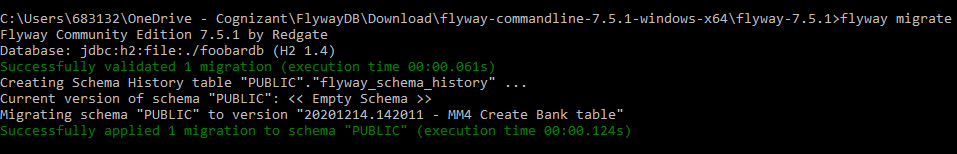 C:\Users\683132\OneDrive - Cognizant\FlywayDB\Download\flyway-commandline-7.5.1-windows-x64\flyway-7.5.1>flyway migrate
Flyway Community Edition 7.5.1 by Redgate
Database: jdbc:h2:file:./foobardb (H2 1.4)
Successfully validated 1 migration (execution time 00:00.061s)
Creating Schema History table "PUBLIC"."flyway_schema_history" ...
Current version of schema "PUBLIC": << Empty Schema >>
Migrating schema "PUBLIC" to version "20201214.142011 - MM4 Create Bank table"
Successfully applied 1 migration to schema "PUBLIC" (execution time 00:00.124s)